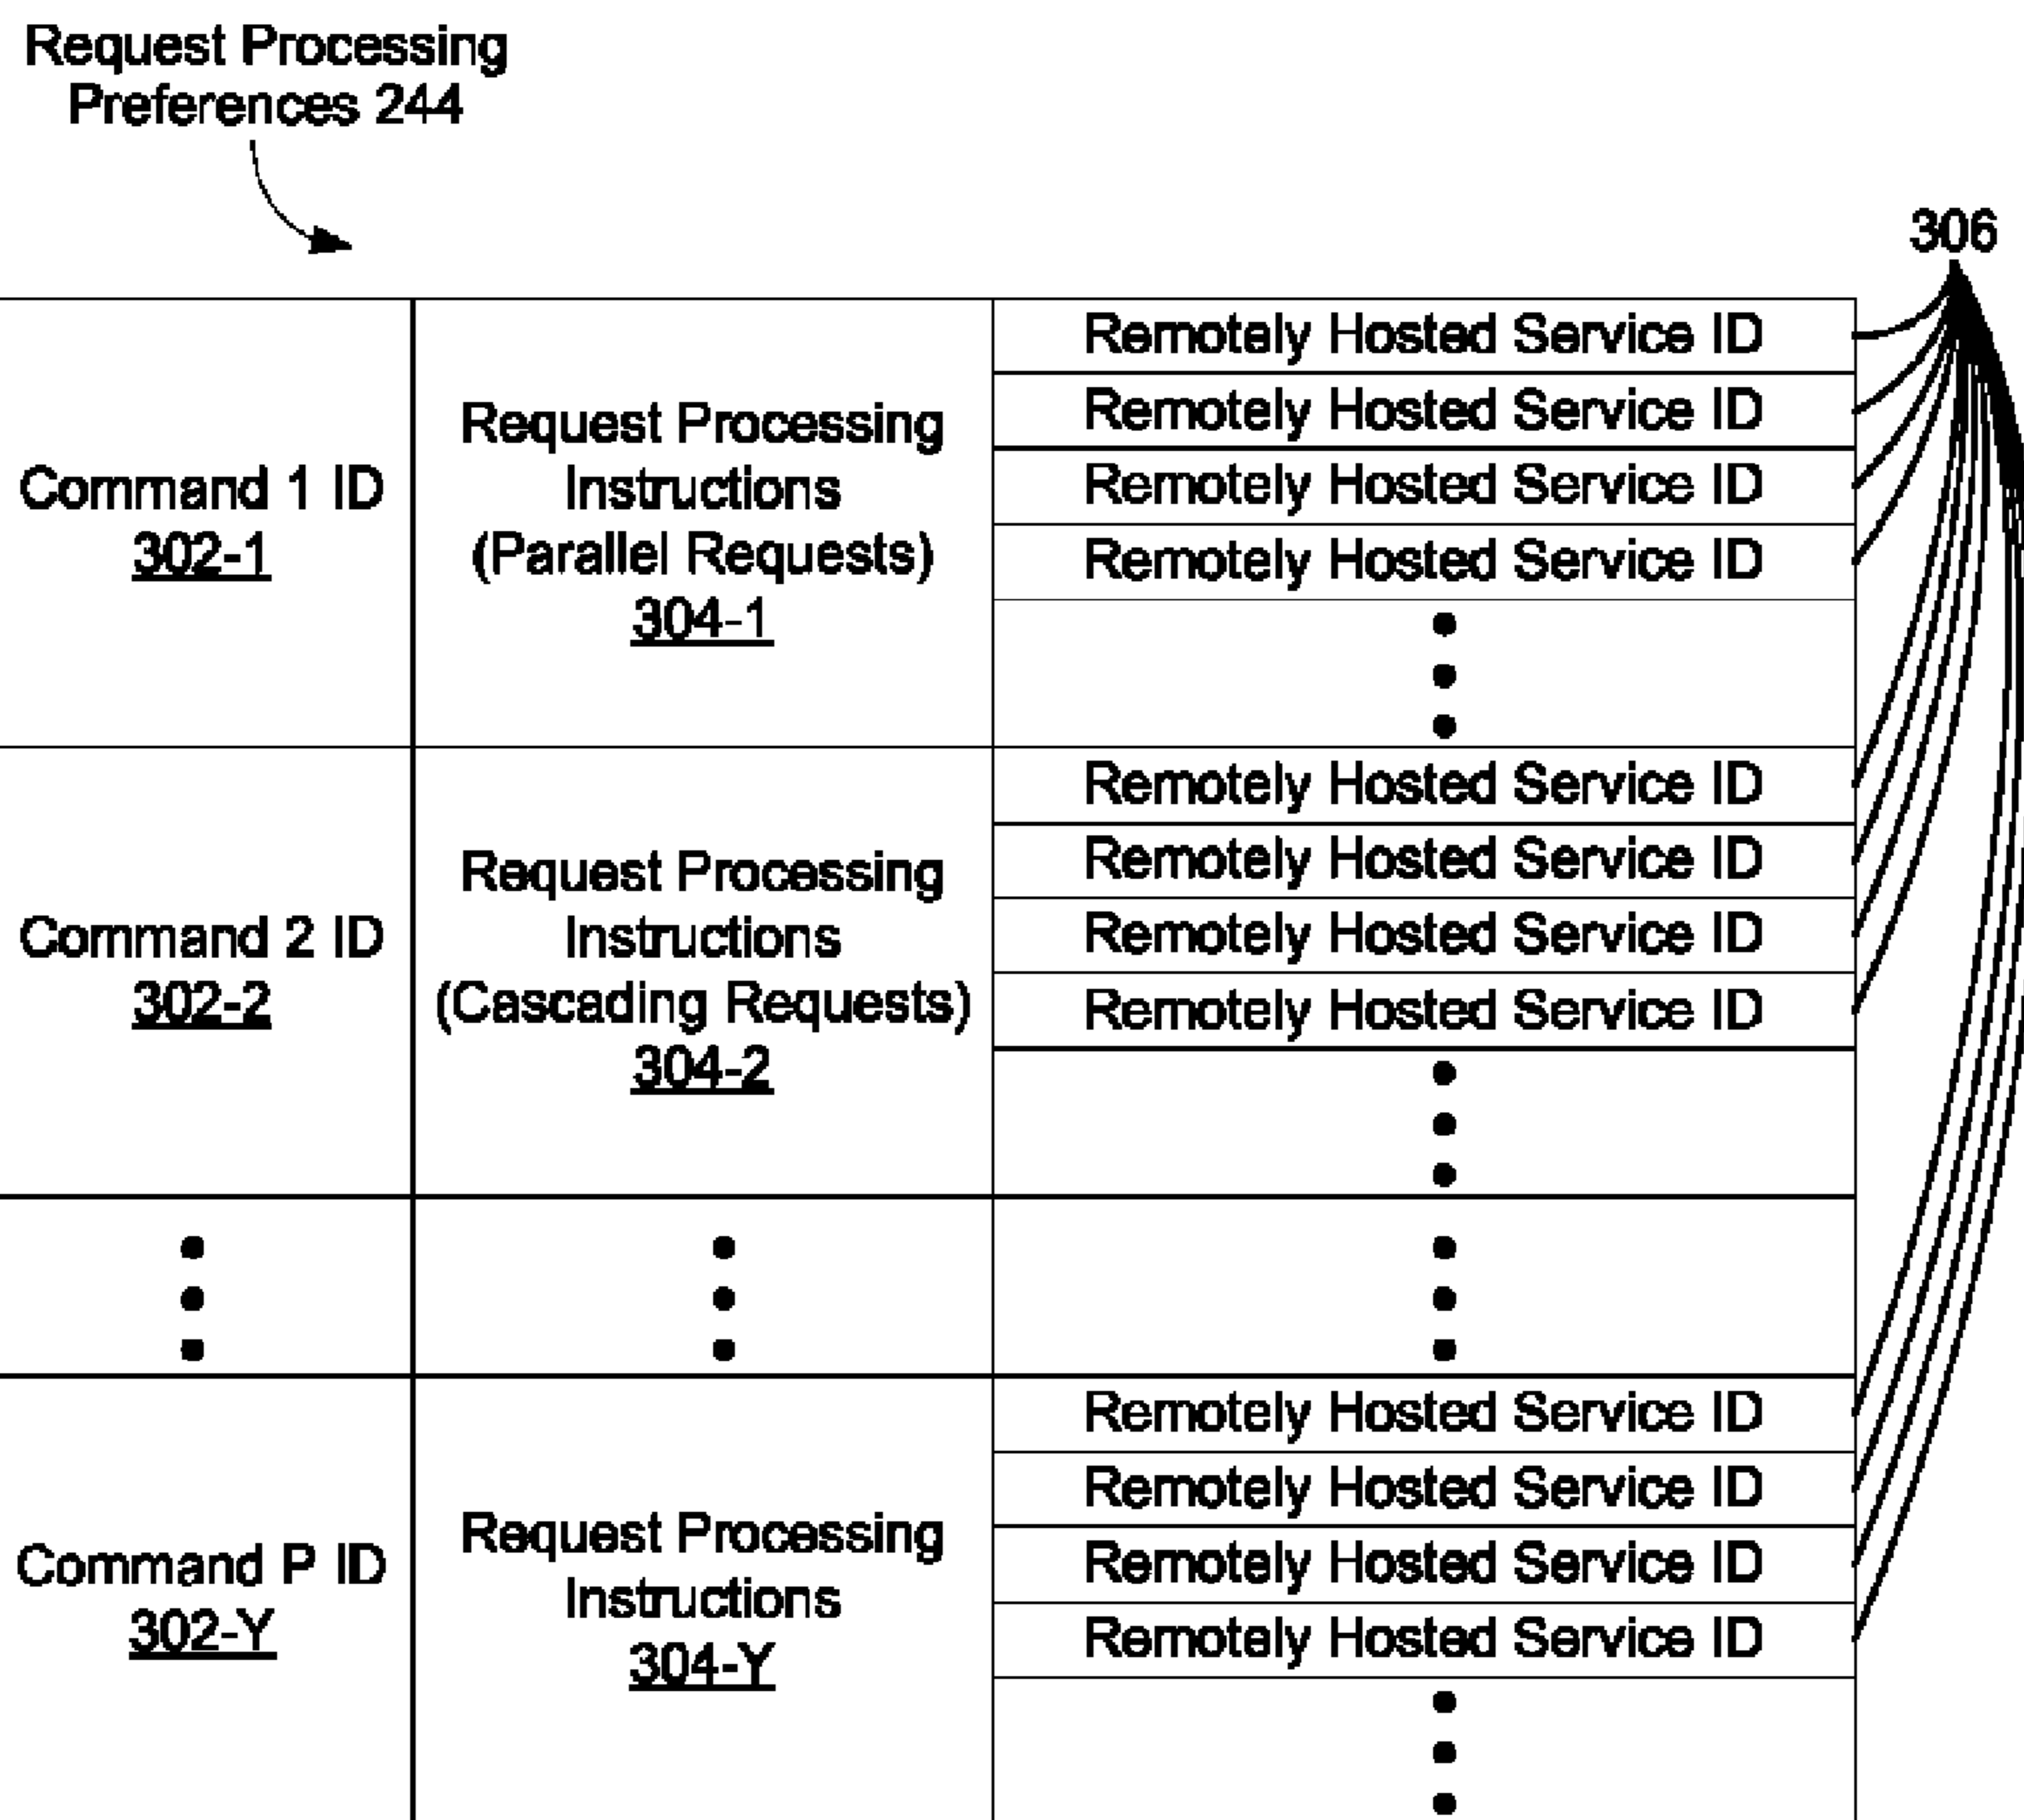 Request Processing
Preferences 244
306
Command 1 ID
302-1
Request Processing
Instructions
(Parallel Requests)
304-1
Remotely Hosted Service ID
Remotely Hosted Service ID
Remotely Hosted Service ID
Remotely Hosted Service ID
Command 2 ID
302-2
Request Processing
Instructions
(Cascading Requests)
304-2
Remotely Hosted Service ID
Remotely Hosted Service ID
Remotely Hosted Service ID
Remotely Hosted Service ID
Command P ID
302-Y
Request Processing
Instructions
304-Y
Remotely Hosted Service ID
Remotely Hosted Service ID
Remotely Hosted Service ID
Remotely Hosted Service ID